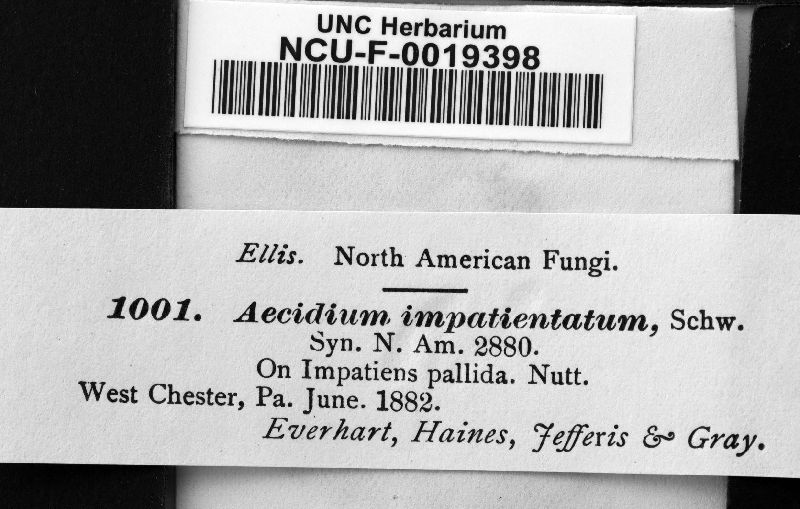 UNC Herbarium
NCU-F-0019398
Ellis. North American Fungi.
1001. Aecidium impatientatum, Schw.
Syn. N. Am. 2880.
On Impatiens pallida. Nutt.
West Chester, Pa. June. 1882.
Everhart, Haines, Jefferis & Gray.